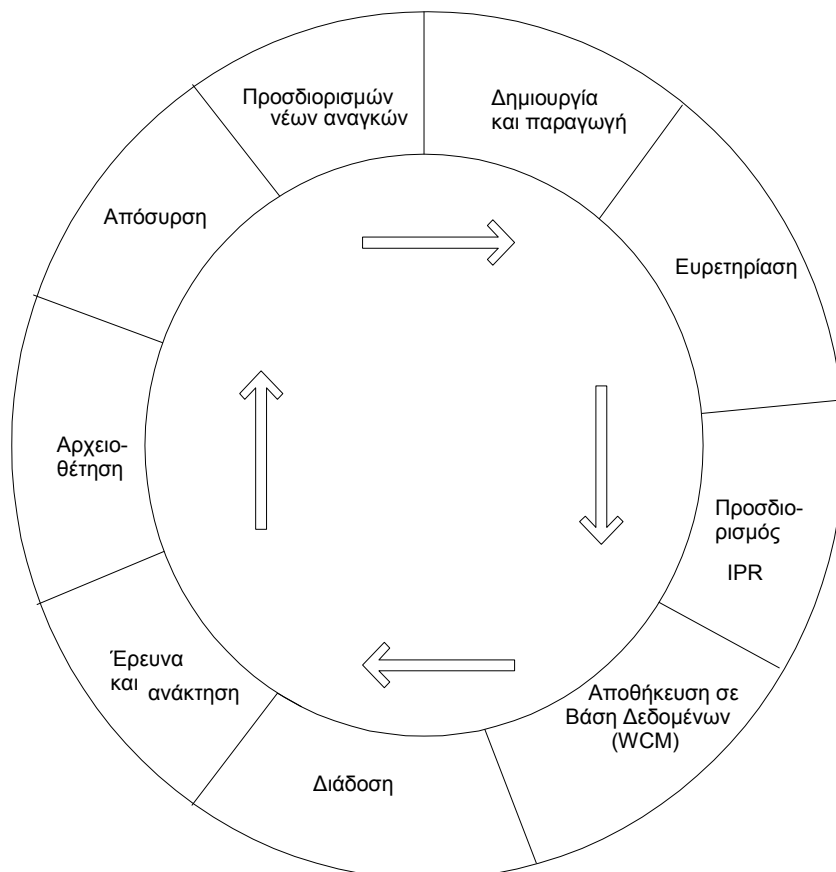 Προσδιορισμών
νέων αναγκών
Δημιουργία
και παραγωγή
Ευρετηρίαση
Προσδιο-
ρισμός
IPR
Αποθήκευση σε
Βάση Δεδομένων
(WCM)
Διάδοση
Έρευνα
και ανάκτηση
Αρχειο-
θέτηση
Απόσυρση